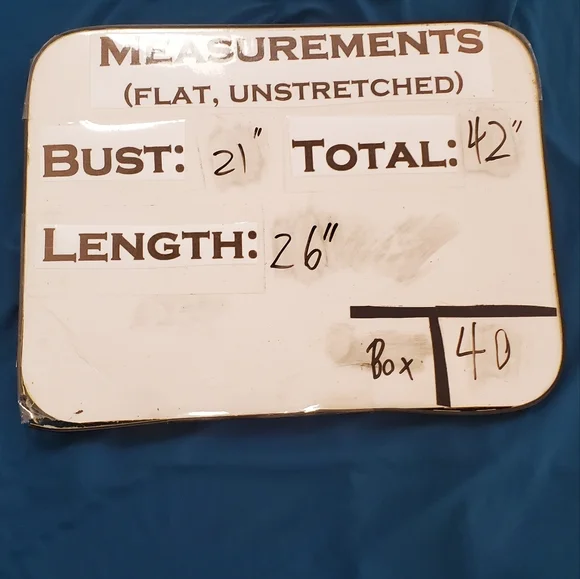 MEASUREMENTS
(FLAT, UNSTRETCHED)
BUST: 21" TOTAL: 42"
LENGTH: 26"
Box 40